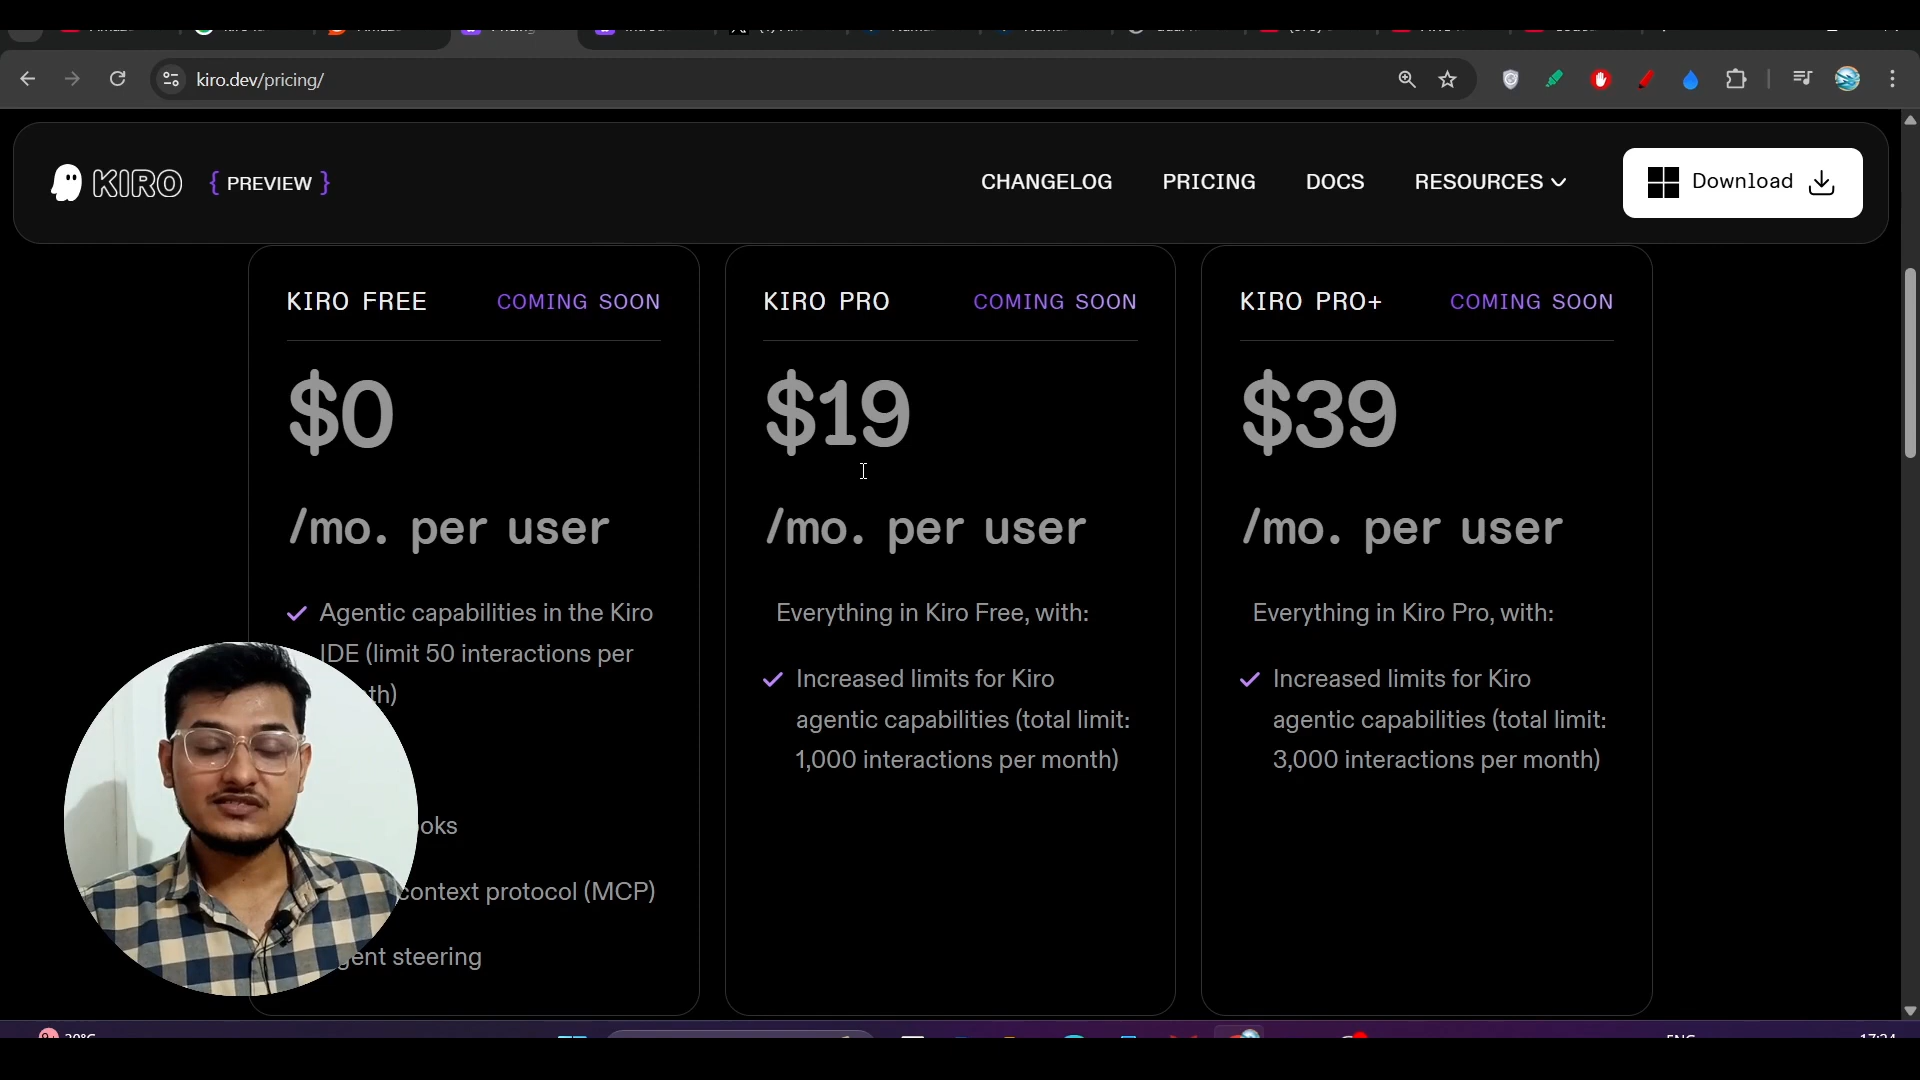 kiro.dev/pricing/
KIRO { PREVIEW } CHANGELOG PRICING DOCS RESOURCES Download
KIRO FREE COMING SOON
$0
/mo. per user
Agentic capabilities in the Kiro
IDE (limit 50 interactions per
th)
oks
context protocol (MCP)
gent steering
KIRO PRO COMING SOON
$19
/mo. per user
Everything in Kiro Free, with:
Increased limits for Kiro
agentic capabilities (total limit:
1,000 interactions per month)
KIRO PRO+ COMING SOON
$39
/mo. per user
Everything in Kiro Pro, with:
Increased limits for Kiro
agentic capabilities (total limit:
3,000 interactions per month)